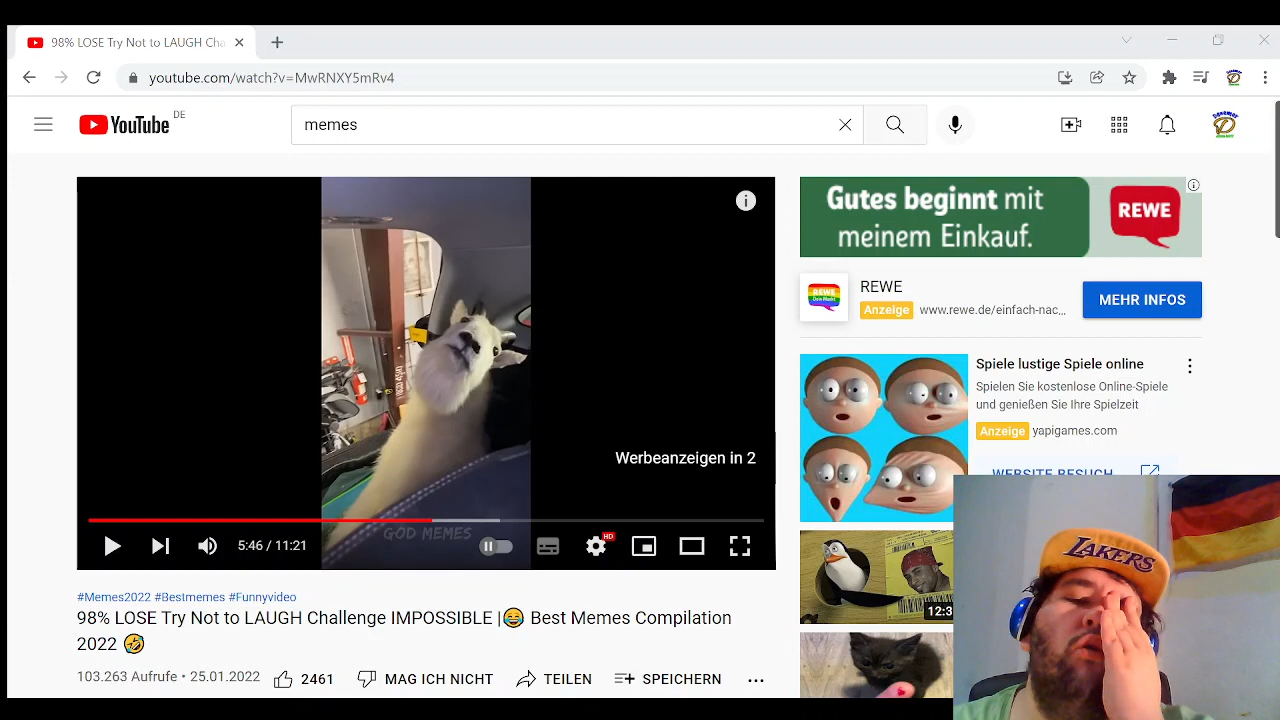 98% LOSE Try Not to LAUGH Cha
youtube.com/watch?v=MwRNXY5mRv4
YouTube DE
memes
Gutes beginnt mit
meinem Einkauf.
REWE
REWE
Dein Markt
REWE
Anzeige www.rewe.de/einfach-nac...
MEHR INFOS
Spiele lustige Spiele online
Spielen Sie kostenlose Online-Spiele
und genießen Sie Ihre Spielzeit
Anzeige yapigames.com
WEBSITE BESUCH
Werbeanzeigen in 2
GOD MEMES
5:46 / 11:21
HD
12:3
LAKERS
#Memes2022 #Bestmemes #Funnyvideo
98% LOSE Try Not to LAUGH Challenge IMPOSSIBLE |😂 Best Memes Compilation
2022 🤣
103.263 Aufrufe • 25.01.2022
2461
MAG ICH NICHT
TEILEN
SPEICHERN